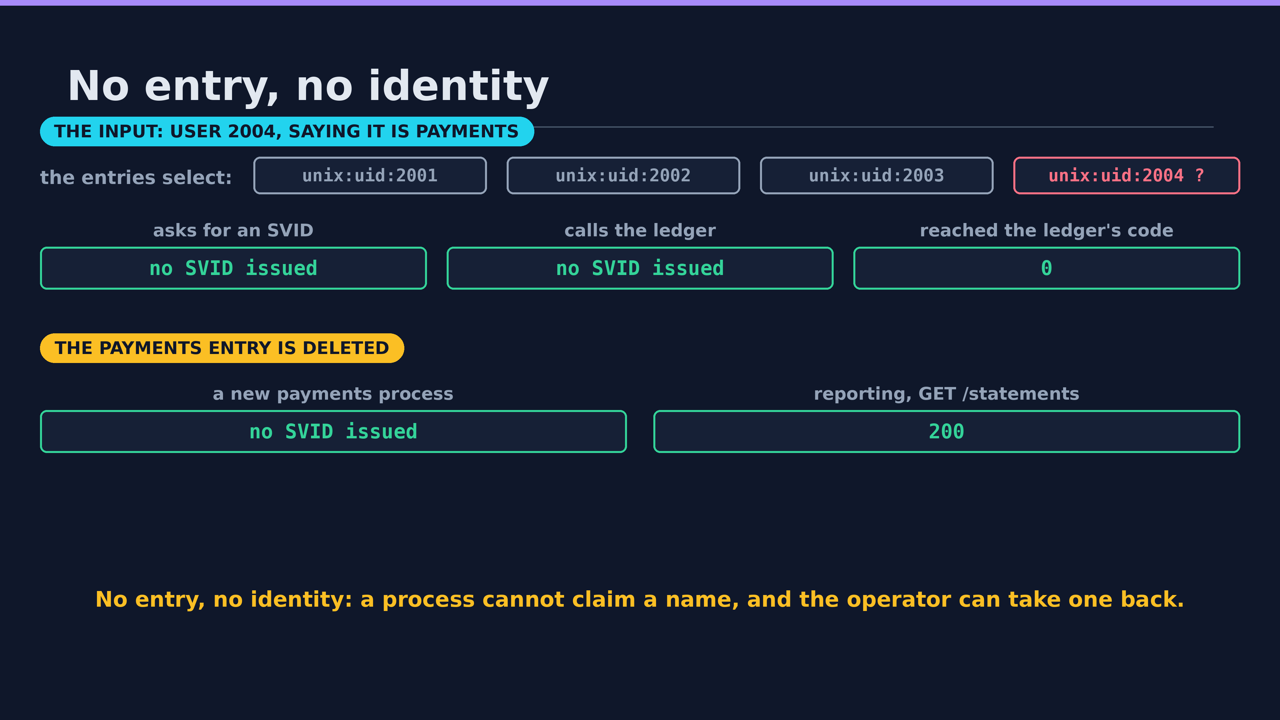 No entry, no identity
THE INPUT: USER 2004, SAYING IT IS PAYMENTS
the entries select: unix:uid:2001 unix:uid:2002 unix:uid:2003 unix:uid:2004 ?
asks for an SVID calls the ledger reached the ledger's code
no SVID issued no SVID issued 0
THE PAYMENTS ENTRY IS DELETED
a new payments process reporting, GET /statements
no SVID issued 200
No entry, no identity: a process cannot claim a name, and the operator can take one back.